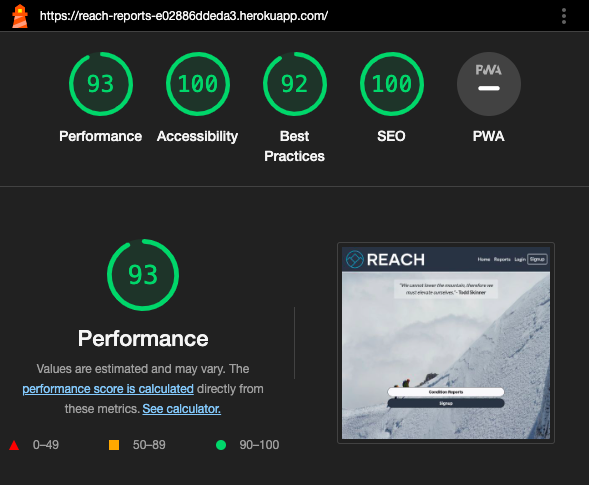 https://reach-reports-e02886ddeda3.herokuapp.com/
93
100
92
100
PWA
Performance
Accessibility
Best
Practices
SEO
PWA
93
Performance
Values are estimated and may vary. The
performance score is calculated directly from
these metrics. See calculator.
0–49
50–89
90–100
REACH
Home Reports Login Signup
"We cannot lower the mountain, therefore we
must elevate ourselves." - Todd Skinner
Condition Reports
Signup